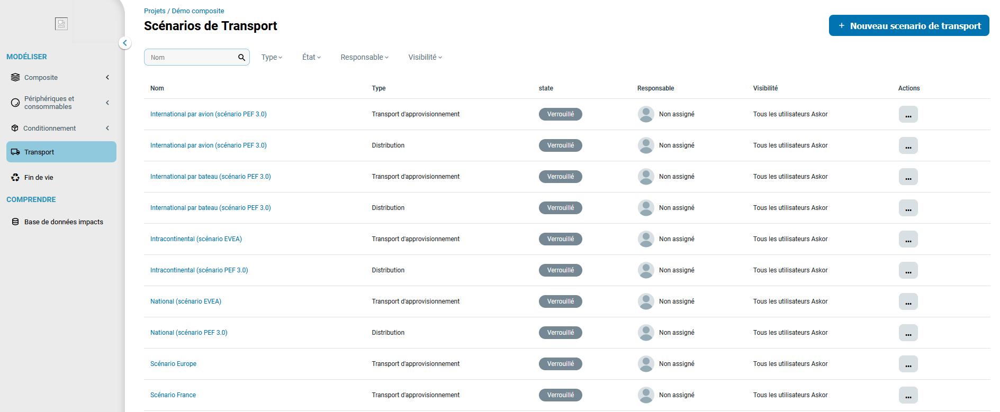 Projets / Démo composite
Scénarios de Transport
+ Nouveau scenario de transport
MODÉLISER
Composite
Périphériques et
consommables
Conditionnement
Transport
Fin de vie
COMPRENDRE
Base de données impacts
Nom Type État Responsable Visibilité
Nom Type state Responsable Visibilité Actions
International par avion (scénario PEF 3.0) Transport d'approvisionnement Verrouillé Non assigné Tous les utilisateurs Askor ...
International par avion (scénario PEF 3.0) Distribution Verrouillé Non assigné Tous les utilisateurs Askor ...
International par bateau (scénario PEF 3.0) Transport d'approvisionnement Verrouillé Non assigné Tous les utilisateurs Askor ...
International par bateau (scénario PEF 3.0) Distribution Verrouillé Non assigné Tous les utilisateurs Askor ...
Intracontinental (scénario EVEA) Transport d'approvisionnement Verrouillé Non assigné Tous les utilisateurs Askor ...
Intracontinental (scénario PEF 3.0) Distribution Verrouillé Non assigné Tous les utilisateurs Askor ...
National (scénario EVEA) Transport d'approvisionnement Verrouillé Non assigné Tous les utilisateurs Askor ...
National (scénario PEF 3.0) Distribution Verrouillé Non assigné Tous les utilisateurs Askor ...
Scénario Europe Transport d'approvisionnement Verrouillé Non assigné Tous les utilisateurs Askor ...
Scénario France Transport d'approvisionnement Verrouillé Non assigné Tous les utilisateurs Askor ...